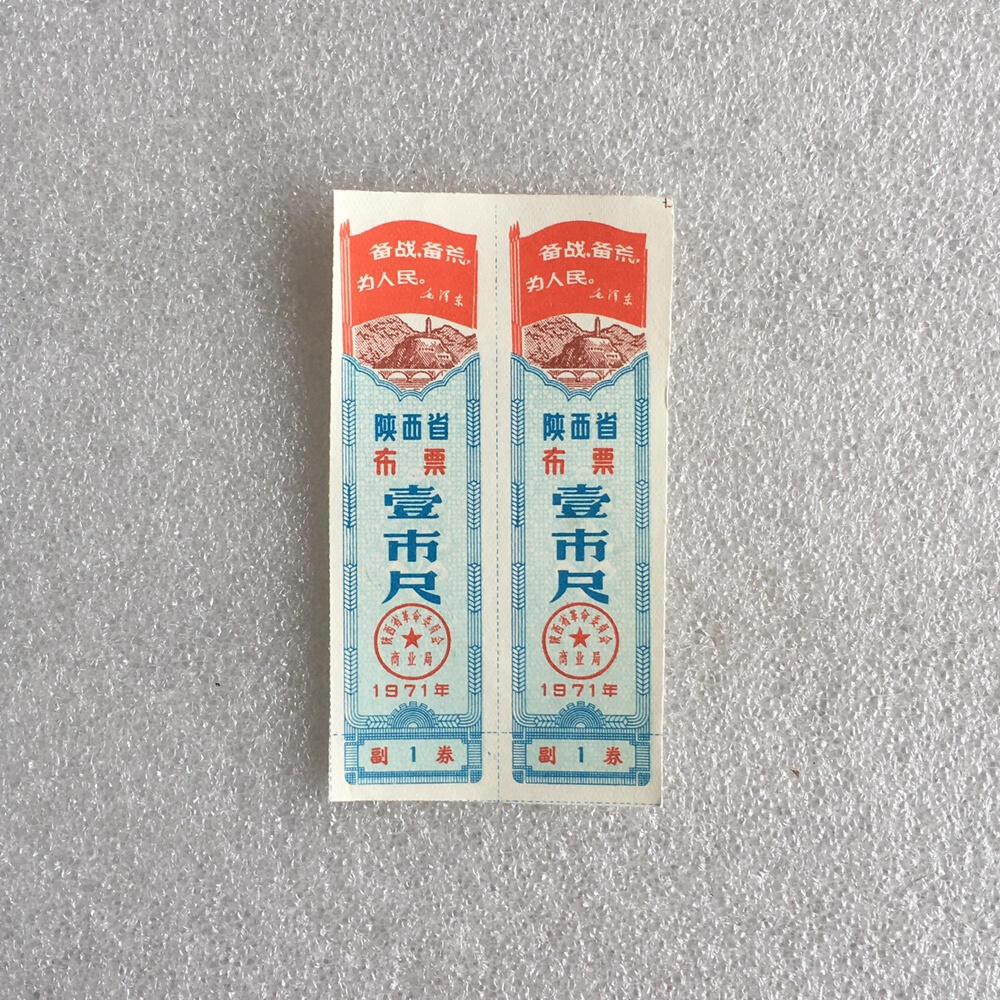 备战、备荒、
为人民。
毛泽东
陕西省
布票
壹市尺
陕西省革命委员会
商业局
1971年
副1券
备战、备荒、
为人民。
毛泽东
陕西省
布票
壹市尺
陕西省革命委员会
商业局
1971年
副1券